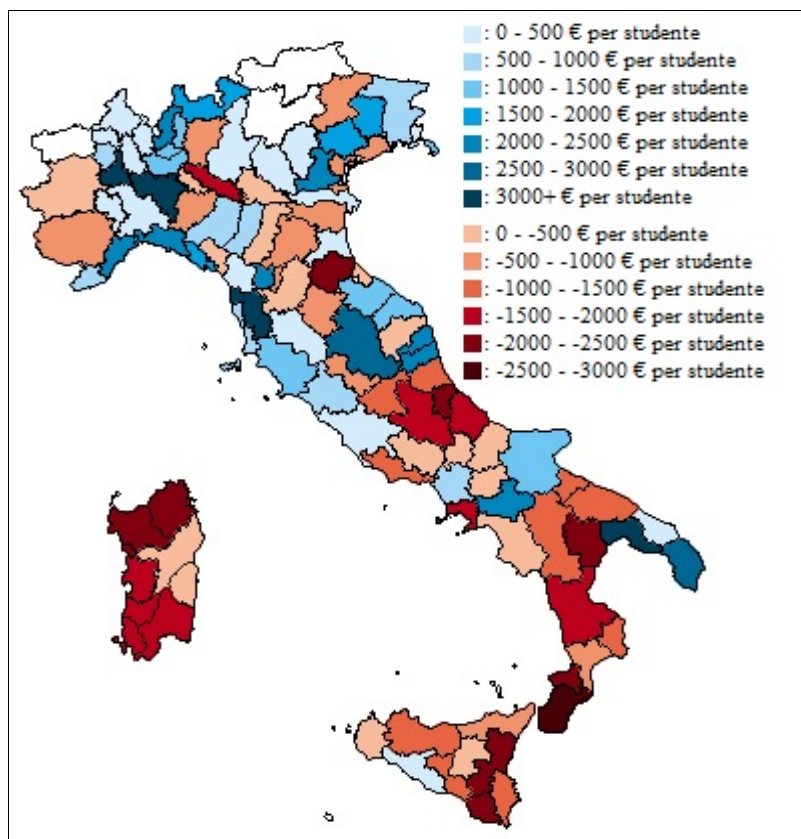 : 0 - 500 € per studente
: 500 - 1000 € per studente
: 1000 - 1500 € per studente
: 1500 - 2000 € per studente
: 2000 - 2500 € per studente
: 2500 - 3000 € per studente
: 3000+ € per studente
: 0 - -500 € per studente
: -500 - -1000 € per studente
: -1000 - -1500 € per studente
: -1500 - -2000 € per studente
: -2000 - -2500 € per studente
: -2500 - -3000 € per studente